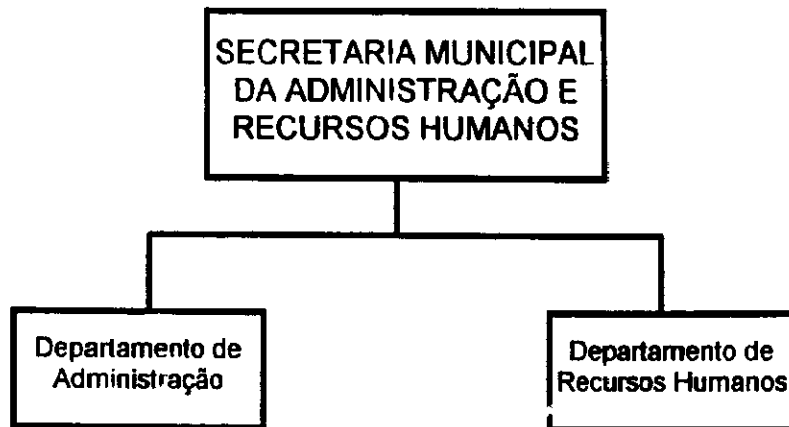 SECRETARIA MUNICIPAL
DA ADMINISTRAÇÃO E
RECURSOS HUMANOS
Departamento de
Administração
Departamento de
Recursos Humanos